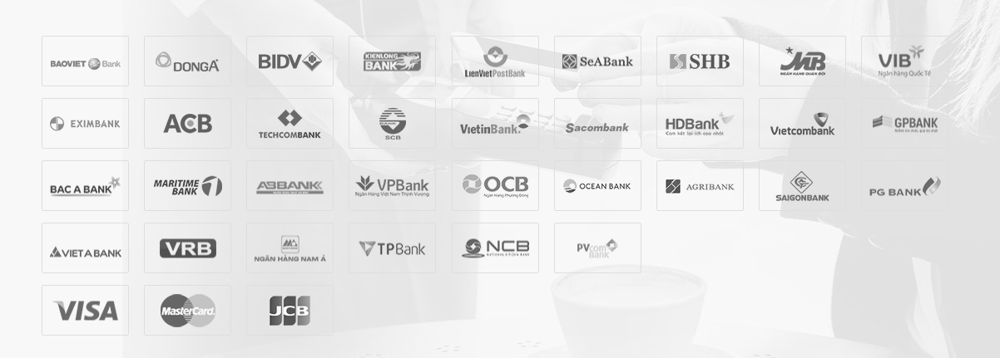 BAOVIET Bank
DONGA
BIDV
KIENLONG
BANK
LienVietPostBank
SeABank
SHB
MB
NGÂN HÀNG QUÂN ĐỘI
VIB
Ngân hàng Quốc Tế
EXIMBANK
ACB
TECHCOMBANK
BANK
SCB
VietinBank
Sacombank
HDBank
Cam kết lợi ích cao nhất
Vietcombank
GPBANK
BAC A BANK
MARITIME
BANK
ABBANK
VPBank
Ngân Hàng Việt Nam Thịnh Vượng
OCB
Ngân Hàng Phương Đông
OCEAN BANK
AGRIBANK
SAIGONBANK
PG BANK
VIET A BANK
VRB
NGÂN HÀNG NAM Á
TPBank
NCB
NATIONAL CITIZEN BANK
PVcom
Bank
VISA
MasterCard.
JCB